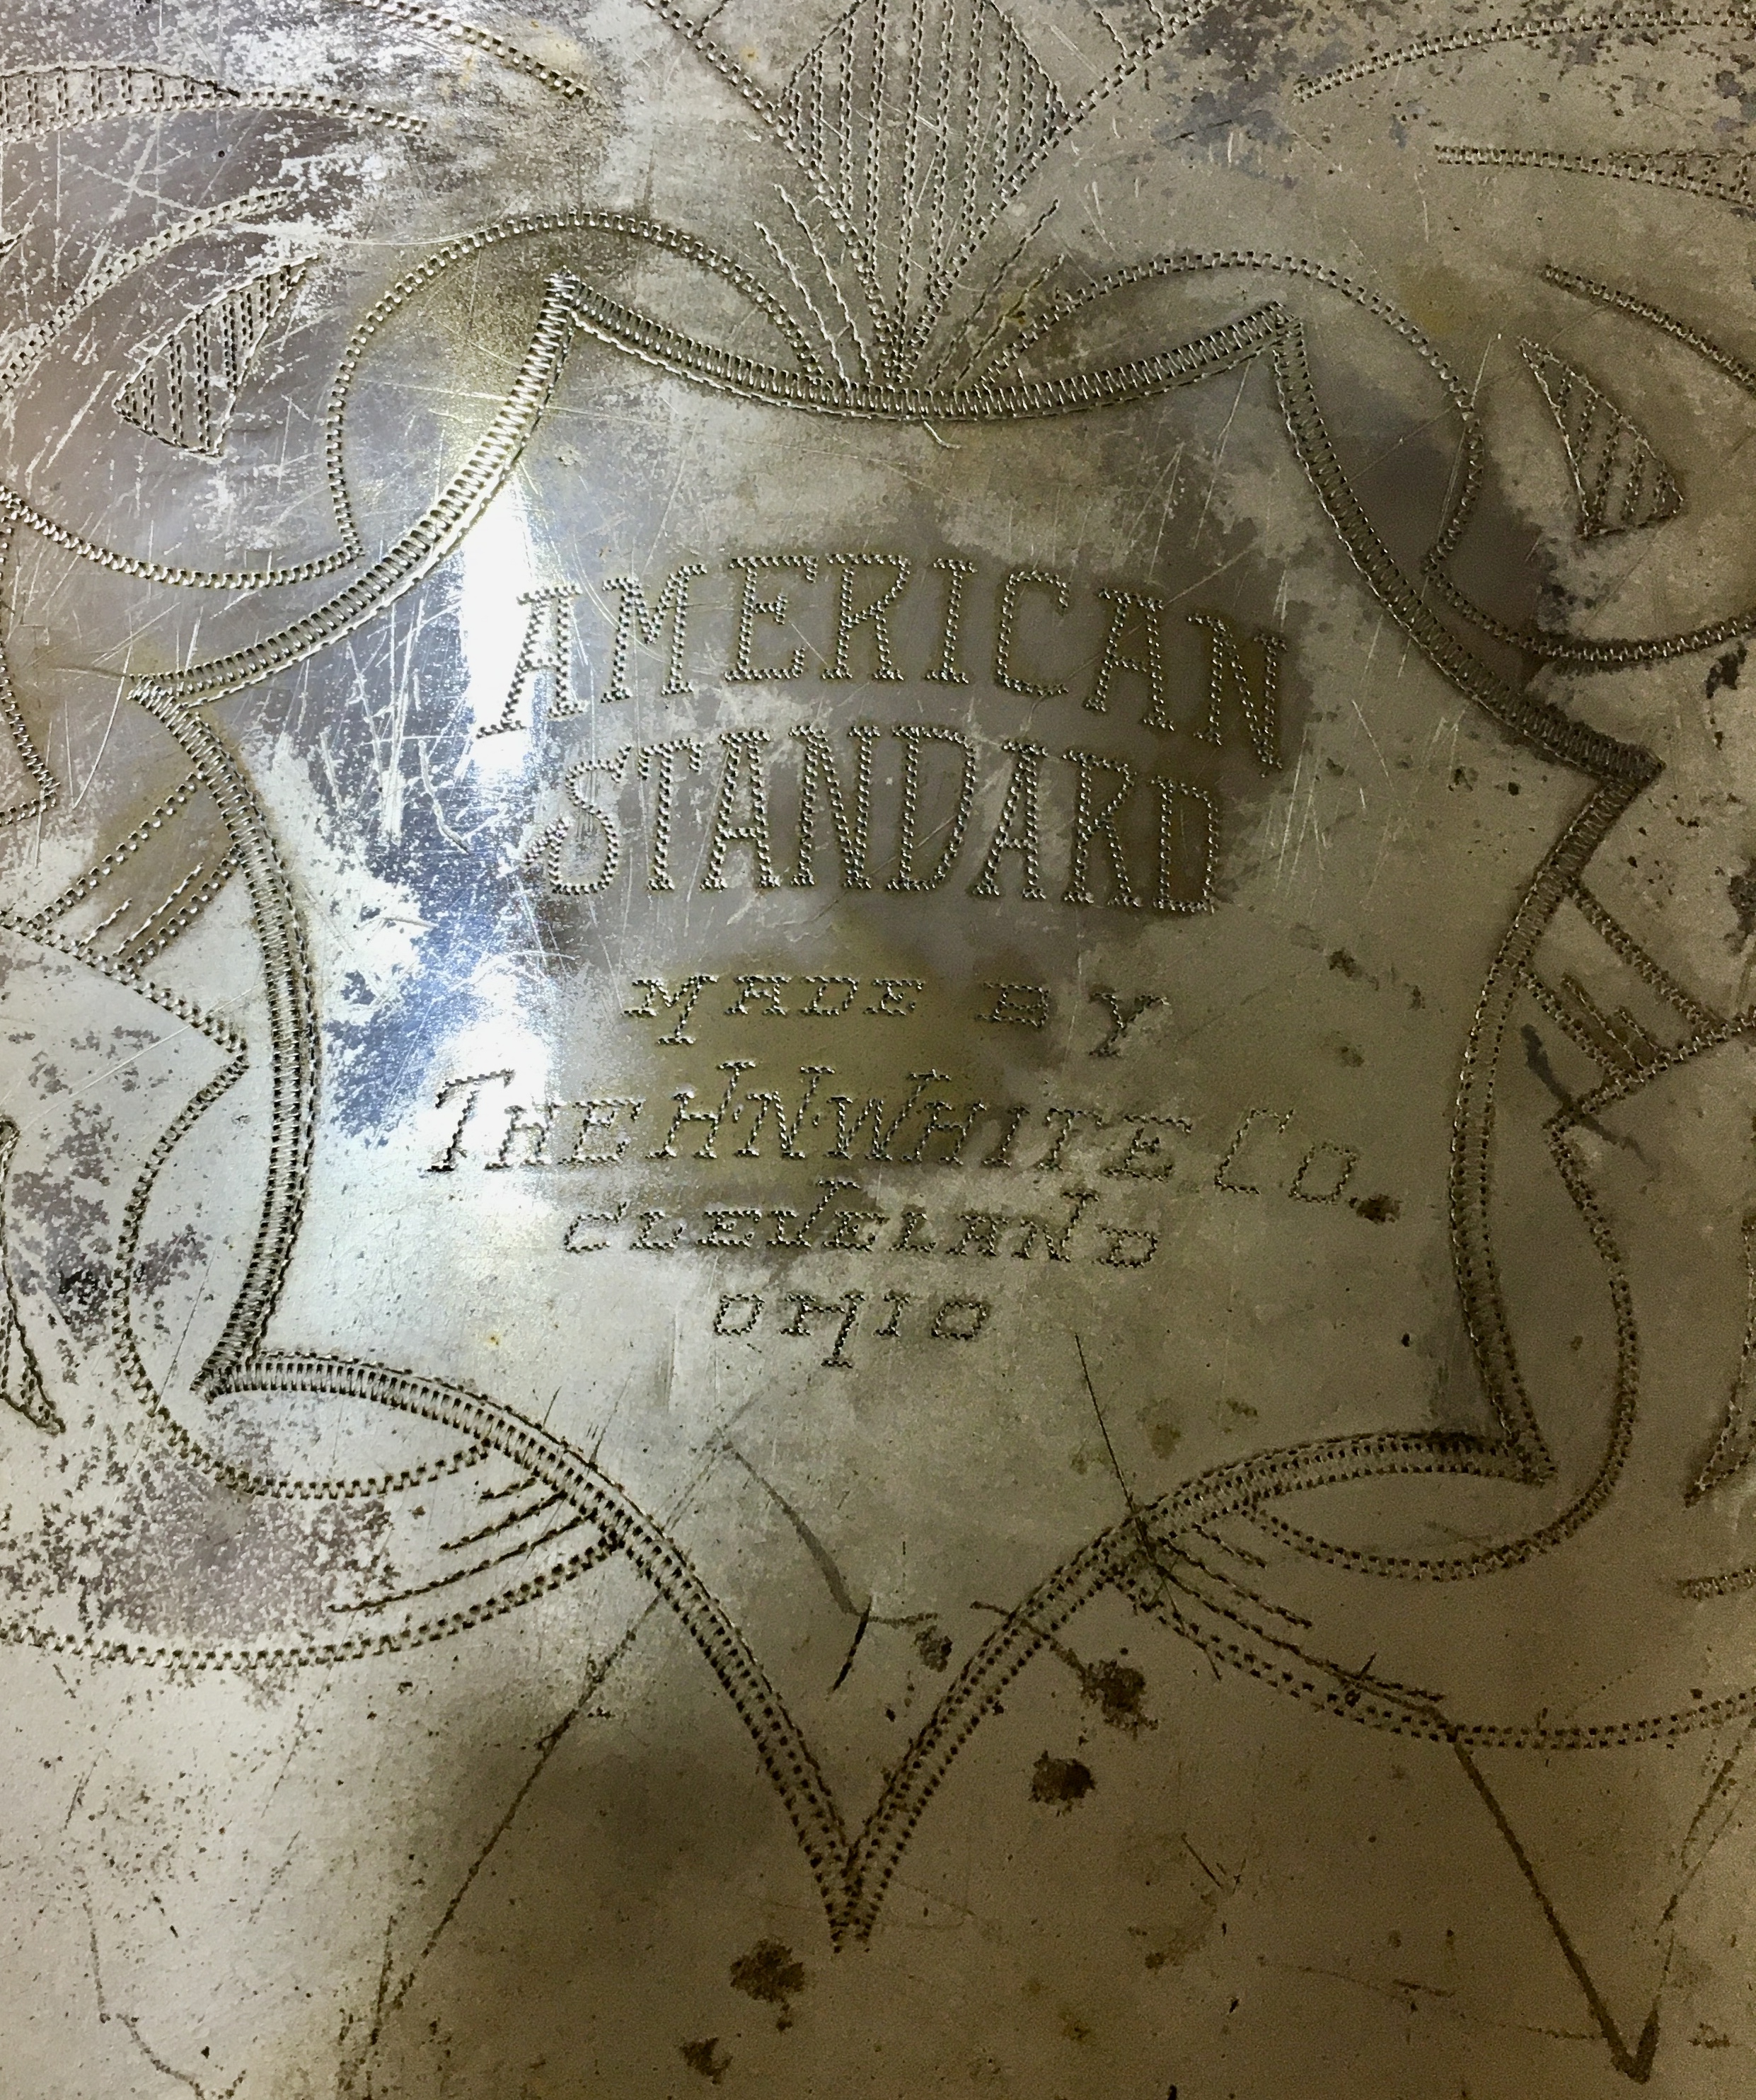 AMERICAN
STANDARD
MADE BY
THE H.N.WHITE CO.
CLEVELAND
OHIO